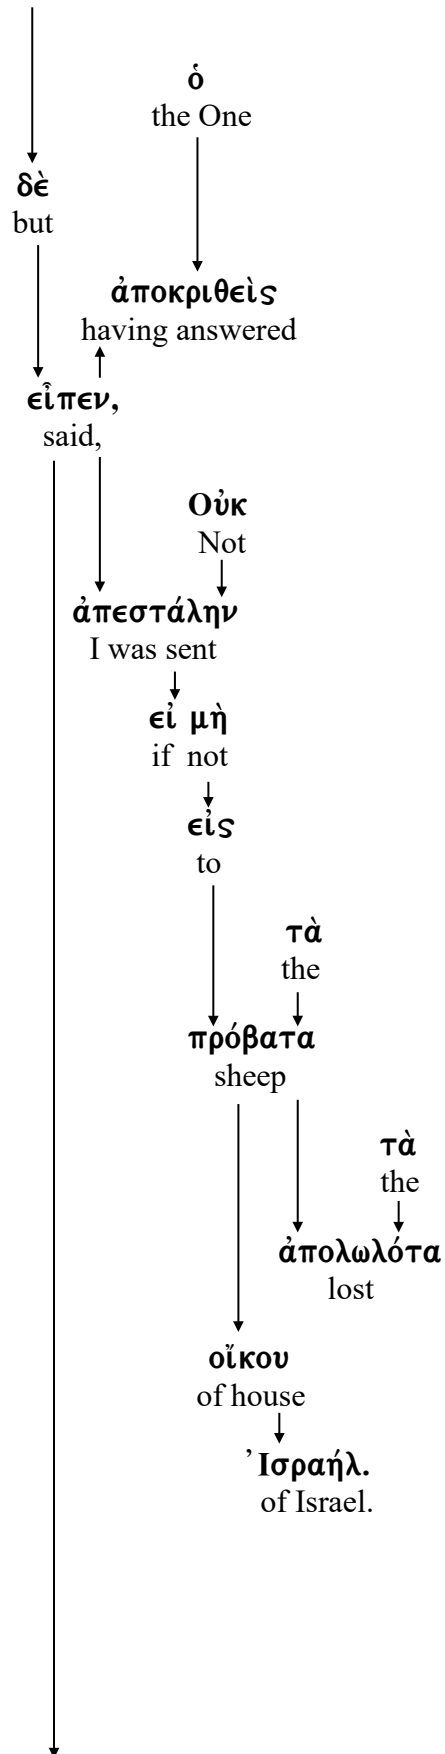 ὁ
the One
δὲ
but
ἀποκριθεὶς
having answered
εἶπεν,
said,
Οὐκ
Not
ἀπεστάλην
I was sent
εἰ μὴ
if not
εἰς
to
τὰ
the
πρόβατα
sheep
τὰ
the
ἀπολωλότα
lost
οἴκου
of house
Ἰσραήλ.
of Israel.